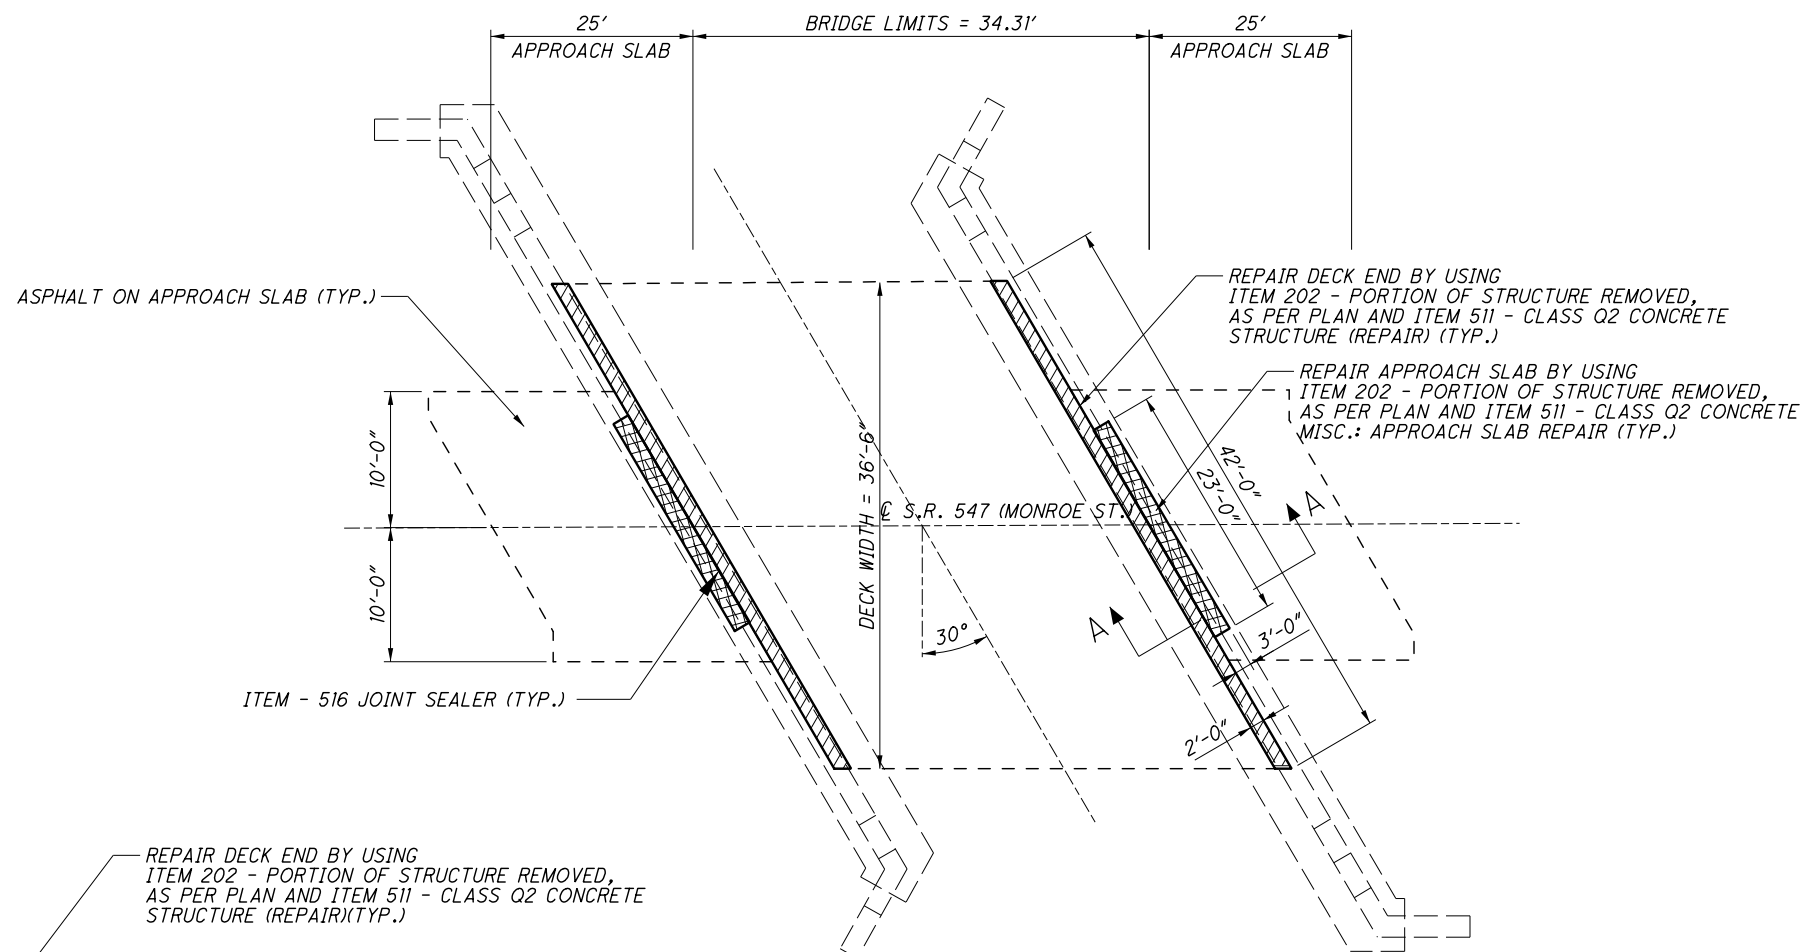 25'
BRIDGE LIMITS = 34.31'
25'
APPROACH SLAB
APPROACH SLAB
ASPHALT ON APPROACH SLAB (TYP.)
REPAIR DECK END BY USING
ITEM 202 - PORTION OF STRUCTURE REMOVED,
AS PER PLAN AND ITEM 511 - CLASS Q2 CONCRETE
STRUCTURE (REPAIR) (TYP.)
REPAIR APPROACH SLAB BY USING
ITEM 202 - PORTION OF STRUCTURE REMOVED,
AS PER PLAN AND ITEM 511 - CLASS Q2 CONCRETE
MISC.: APPROACH SLAB REPAIR (TYP.)
10'-0"
10'-0"
DECK WIDTH = 36'-6"
℄ S.R. 547 (MONROE ST.)
42'-0"
23'-0"
A
A
30°
3'-0"
2'-0"
ITEM - 516 JOINT SEALER (TYP.)
REPAIR DECK END BY USING
ITEM 202 - PORTION OF STRUCTURE REMOVED,
AS PER PLAN AND ITEM 511 - CLASS Q2 CONCRETE
STRUCTURE (REPAIR)(TYP.)